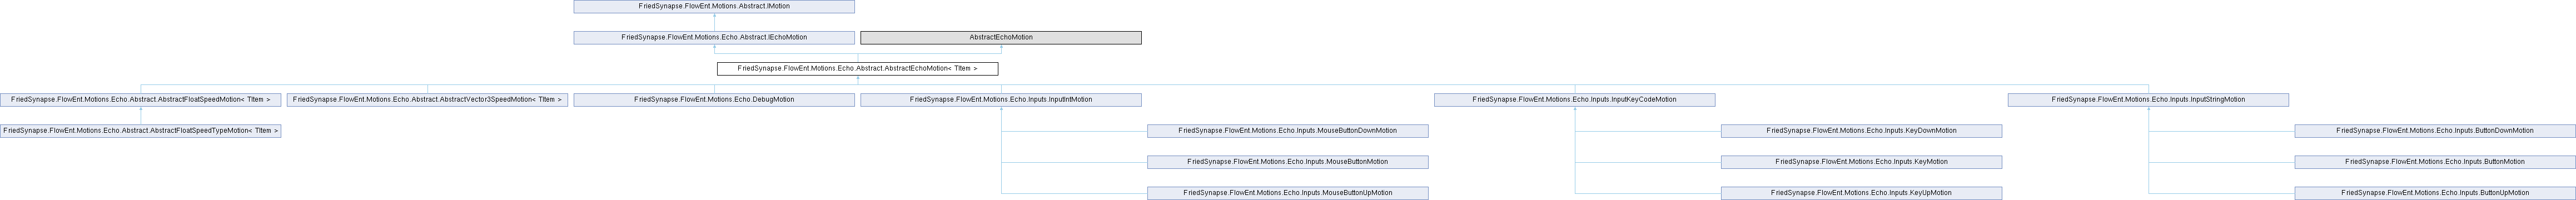 FriedSynapse.FlowEnt.Motions.Abstract.IMotion
FriedSynapse.FlowEnt.Motions.Echo.Abstract.IEchoMotion
AbstractEchoMotion
FriedSynapse.FlowEnt.Motions.Echo.Abstract.AbstractEchoMotion< TItem >
FriedSynapse.FlowEnt.Motions.Echo.Abstract.AbstractFloatSpeedMotion< TItem >
FriedSynapse.FlowEnt.Motions.Echo.Abstract.AbstractVector3SpeedMotion< TItem >
FriedSynapse.FlowEnt.Motions.Echo.DebugMotion
FriedSynapse.FlowEnt.Motions.Echo.Inputs.InputIntMotion
FriedSynapse.FlowEnt.Motions.Echo.Inputs.InputKeyCodeMotion
FriedSynapse.FlowEnt.Motions.Echo.Inputs.InputStringMotion
FriedSynapse.FlowEnt.Motions.Echo.Abstract.AbstractFloatSpeedTypeMotion< TItem >
FriedSynapse.FlowEnt.Motions.Echo.Inputs.MouseButtonDownMotion
FriedSynapse.FlowEnt.Motions.Echo.Inputs.KeyDownMotion
FriedSynapse.FlowEnt.Motions.Echo.Inputs.ButtonDownMotion
FriedSynapse.FlowEnt.Motions.Echo.Inputs.MouseButtonMotion
FriedSynapse.FlowEnt.Motions.Echo.Inputs.KeyMotion
FriedSynapse.FlowEnt.Motions.Echo.Inputs.ButtonMotion
FriedSynapse.FlowEnt.Motions.Echo.Inputs.MouseButtonUpMotion
FriedSynapse.FlowEnt.Motions.Echo.Inputs.KeyUpMotion
FriedSynapse.FlowEnt.Motions.Echo.Inputs.ButtonUpMotion